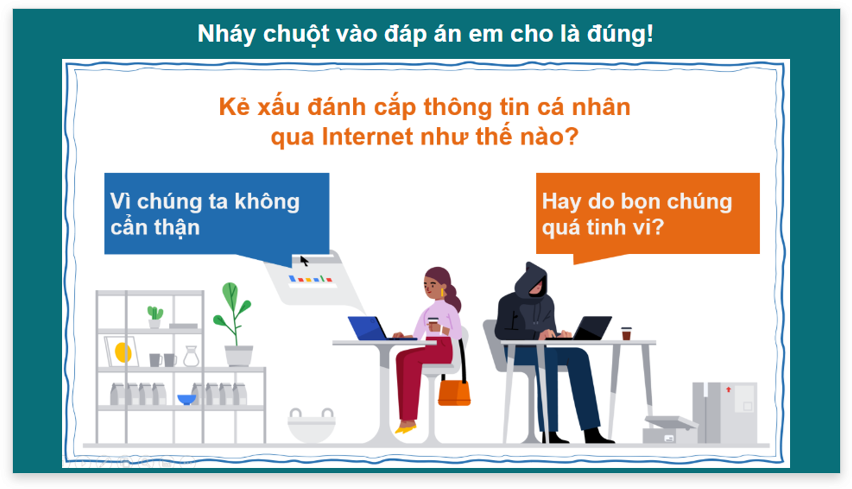 Nháy chuột vào đáp án em cho là đúng!
Kẻ xấu đánh cắp thông tin cá nhân
qua Internet như thế nào?
Vì chúng ta không
cẩn thận
Hay do bọn chúng
quá tinh vi?